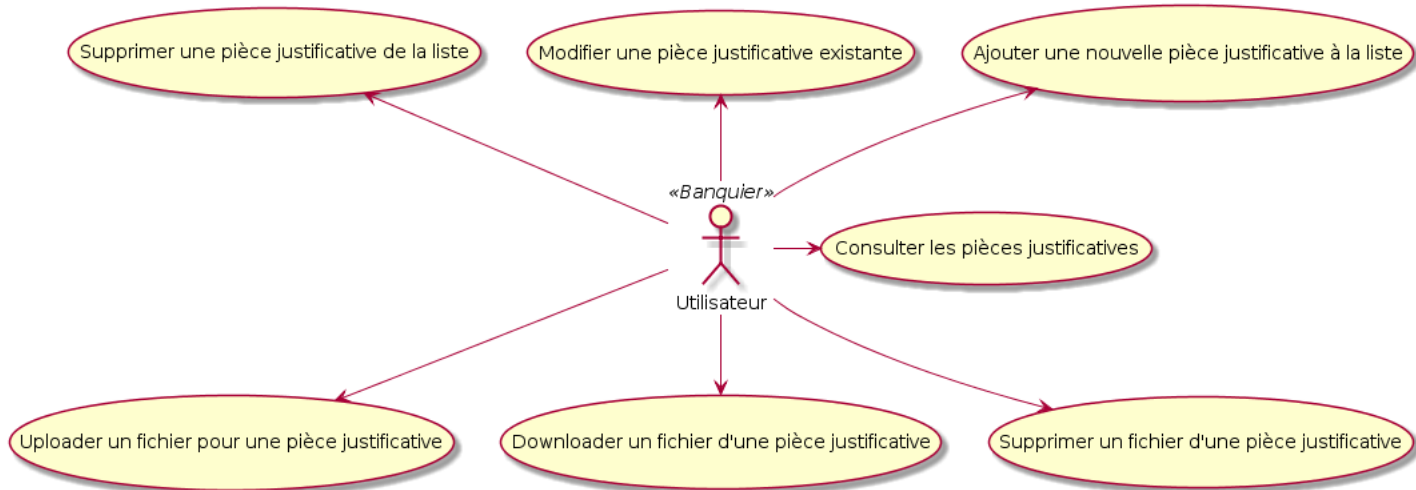 Supprimer une pièce justificative de la liste
Modifier une pièce justificative existante
Ajouter une nouvelle pièce justificative à la liste
«Banquier»
Utilisateur
Consulter les pièces justificatives
Uploader un fichier pour une pièce justificative
Downloader un fichier d'une pièce justificative
Supprimer un fichier d'une pièce justificative